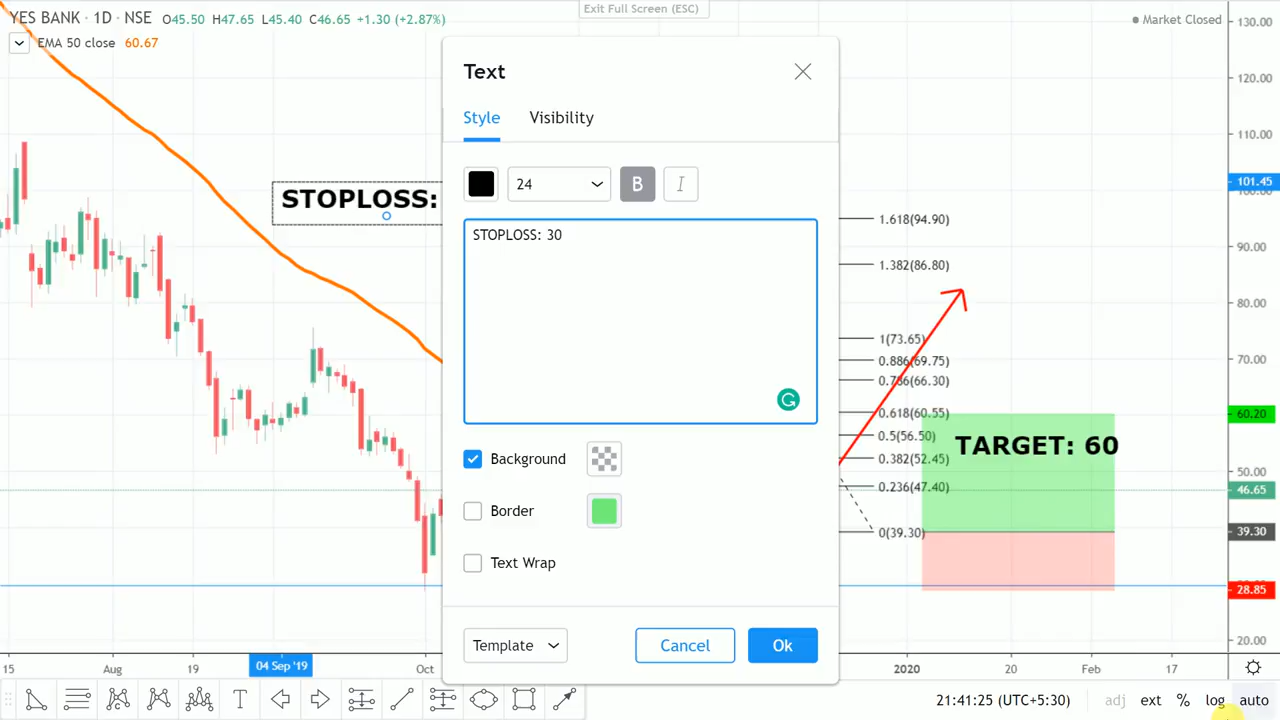 YES BANK · 1D · NSE O45.50 H47.65 L45.40 C46.65 +1.30 (+2.87%)
Exit Full Screen (ESC)
Market Closed
EMA 50 close 60.67
Text
Style Visibility
24 B I
STOPLOSS:
STOPLOSS: 30
Background
Border
Text Wrap
Template Cancel Ok
1.618(94.90)
1.382(86.80)
1(73.65)
0.886(69.75)
0.786(66.30)
0.618(60.55)
0.5(56.50)
0.382(52.45)
0.236(47.40)
0(39.30)
TARGET: 60
130.00
120.00
110.00
101.45
90.00
80.00
70.00
60.20
50.00
46.65
39.30
28.85
20.00
15 Aug 19 04 Sep '19 Oct 2020 20 Feb 17
21:41:25 (UTC+5:30) adj ext % log auto